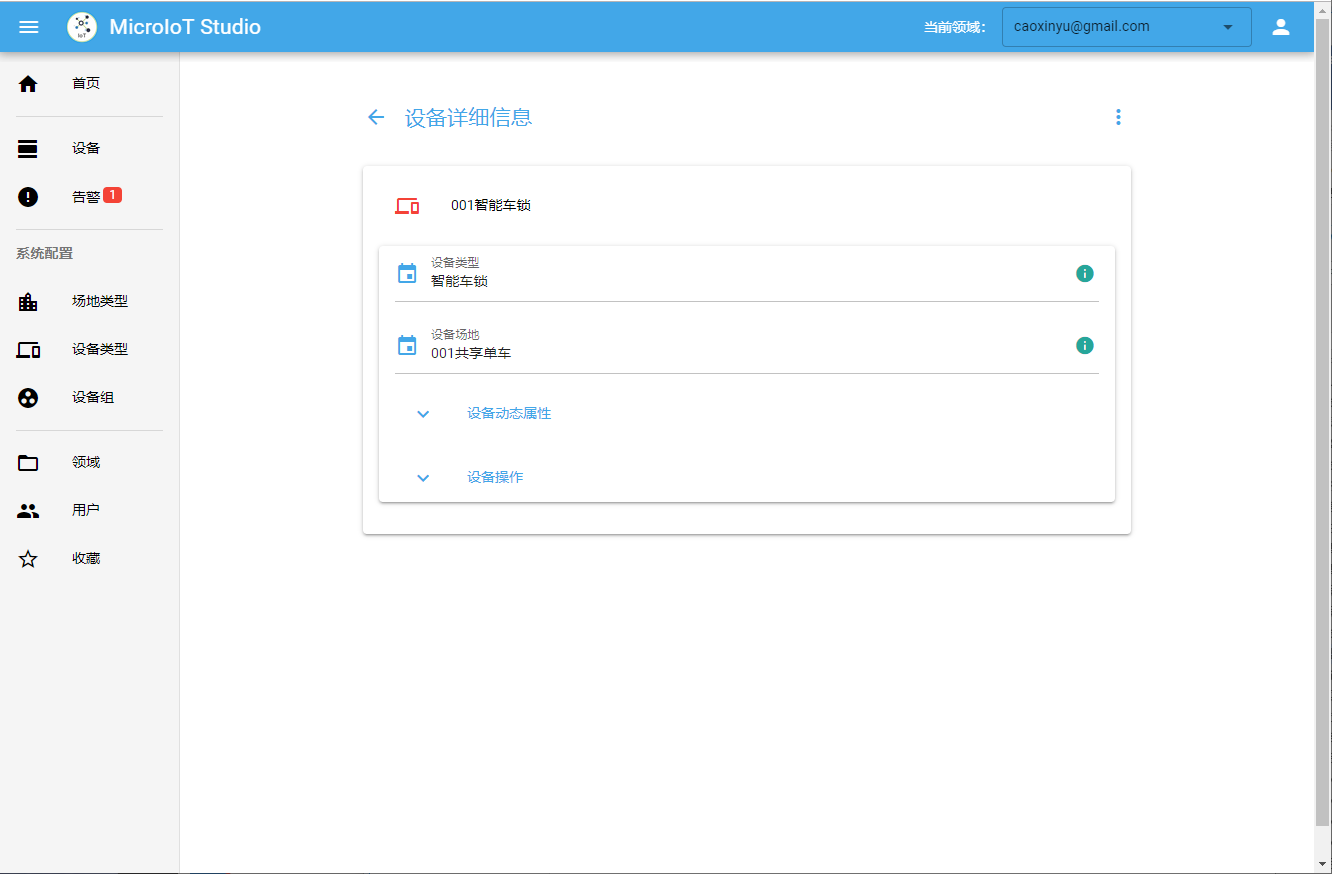 MicroIoT Studio
当前领域：
caoxinyu@gmail.com
首页
设备
告警 1
系统配置
场地类型
设备类型
设备组
领域
用户
收藏
设备详细信息
001智能车锁
设备类型
智能车锁
设备场地
001共享单车
设备动态属性
设备操作